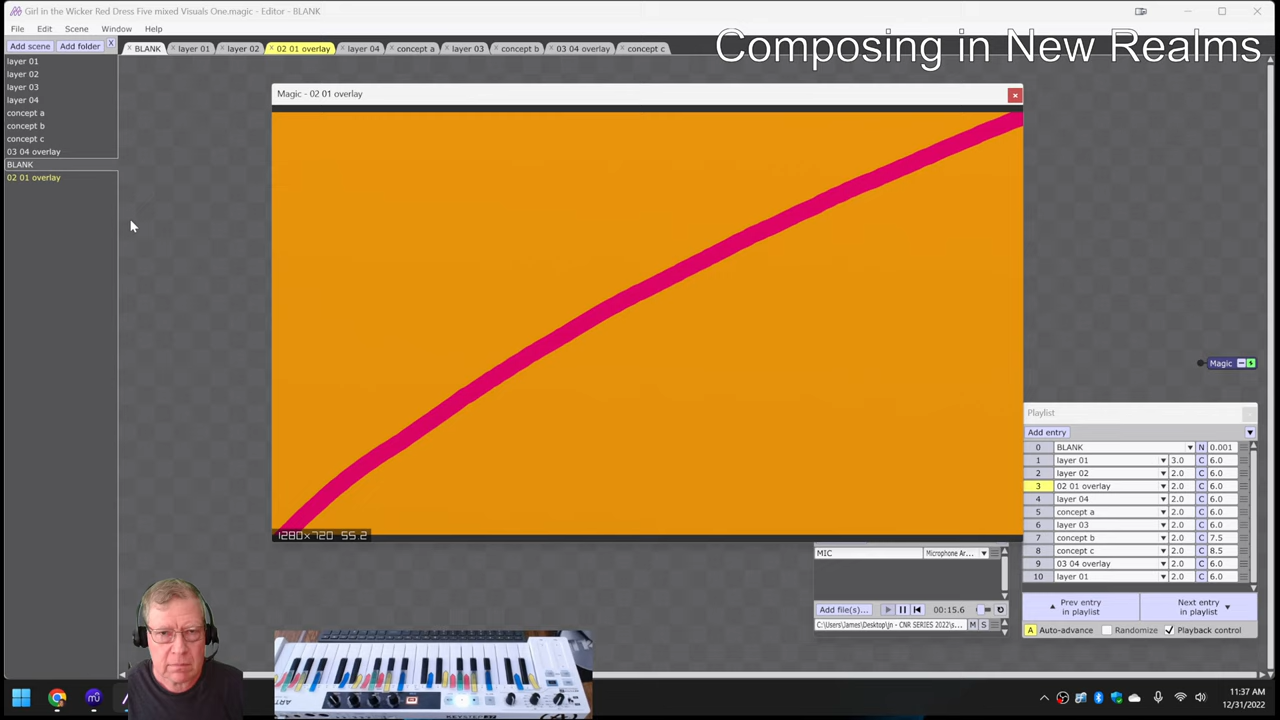 Girl in the Wicker Red Dress Five mixed Visuals One.magic - Editor - BLANK
File Edit Scene Window Help
Composing in New Realms
Add scene Add folder x
× BLANK × layer 01 × layer 02 × 02 01 overlay × layer 04 × concept a × layer 03 × concept b × 03 04 overlay × concept c
layer 01
layer 02
layer 03
layer 04
concept a
concept b
concept c
03 04 overlay
BLANK
02 01 overlay
Magic - 02 01 overlay
1280×720 55.2
Magic
Playlist
Add entry
0 BLANK N 0.001
1 layer 01 3.0 C 6.0
2 layer 02 2.0 C 6.0
3 02 01 overlay 2.0 C 6.0
4 layer 04 2.0 C 6.0
5 concept a 2.0 C 6.0
6 layer 03 2.0 C 6.0
7 concept b 2.0 C 7.5
8 concept c 2.0 C 8.5
9 03 04 overlay 2.0 C 6.0
10 layer 01 2.0 C 6.0
Prev entry
in playlist
Next entry
in playlist
A Auto-advance Randomize Playback control
MIC Microphone Ar...
Add file(s)... 00:15.6
C:\Users\James\Desktop\jn - CNR SERIES 2022\s... M S
11:37 AM
12/31/2022